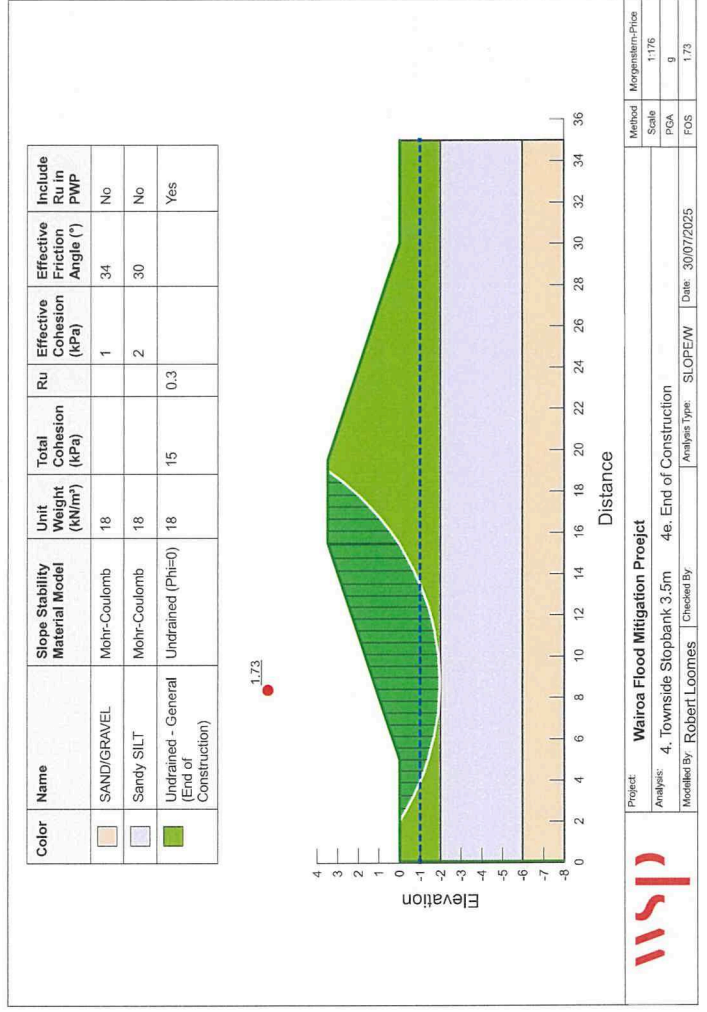 Color Name Slope Stability Material Model Unit Weight (kN/m³) Total Cohesion (kPa) Ru Effective Cohesion (kPa) Effective Friction Angle (°) Include Ru in PWP
SAND/GRAVEL Mohr-Coulomb 18 1 34 No
Sandy SILT Mohr-Coulomb 18 2 30 No
Undrained - General (End of Construction) Undrained (Phi=0) 18 15 0.3 Yes
1.73
4
3
2
1
0
-1
-2
-3
-4
-5
-6
-7
-8
Elevation
0 2 4 6 8 10 12 14 16 18 20 22 24 26 28 30 32 34 36
Distance
wsp
Project: Wairoa Flood Mitigation Proejct
Analysis: 4. Townside Stopbank 3.5m 4e. End of Construction
Modelled By: Robert Loomes Checked By: Analysis Type: SLOPE/W Date: 30/07/2025
Method Morgenstern-Price
Scale 1:176
PGA g
FOS 1.73